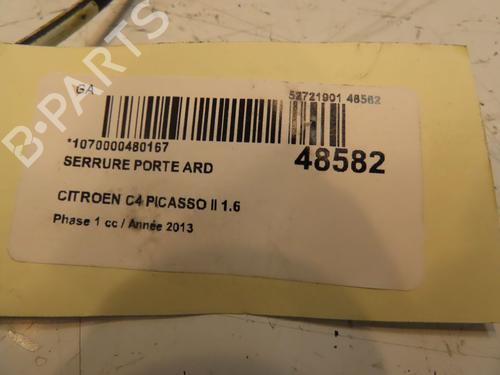 GA
52721901 48582
*1070000480167
48582
SERRURE PORTE ARD
CITROEN C4 PICASSO II 1.6
Phase 1 cc / Année 2013
B-PARTS